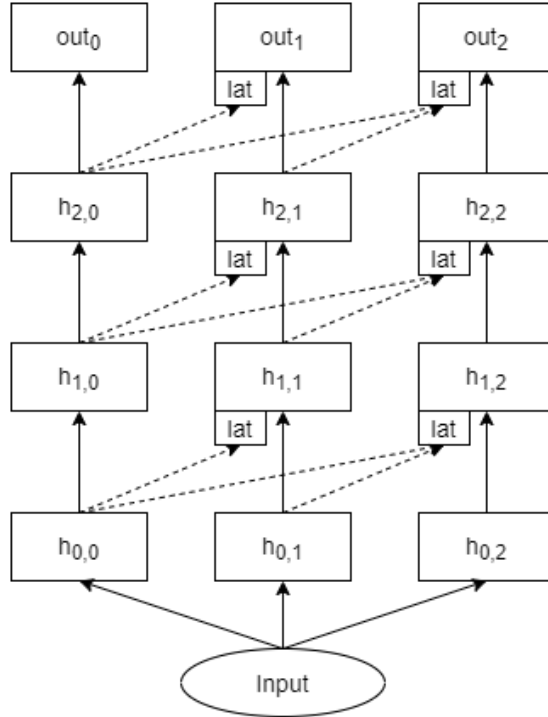 out0 out1 out2
lat lat
h2,0 h2,1 h2,2
lat lat
h1,0 h1,1 h1,2
lat lat
h0,0 h0,1 h0,2
Input